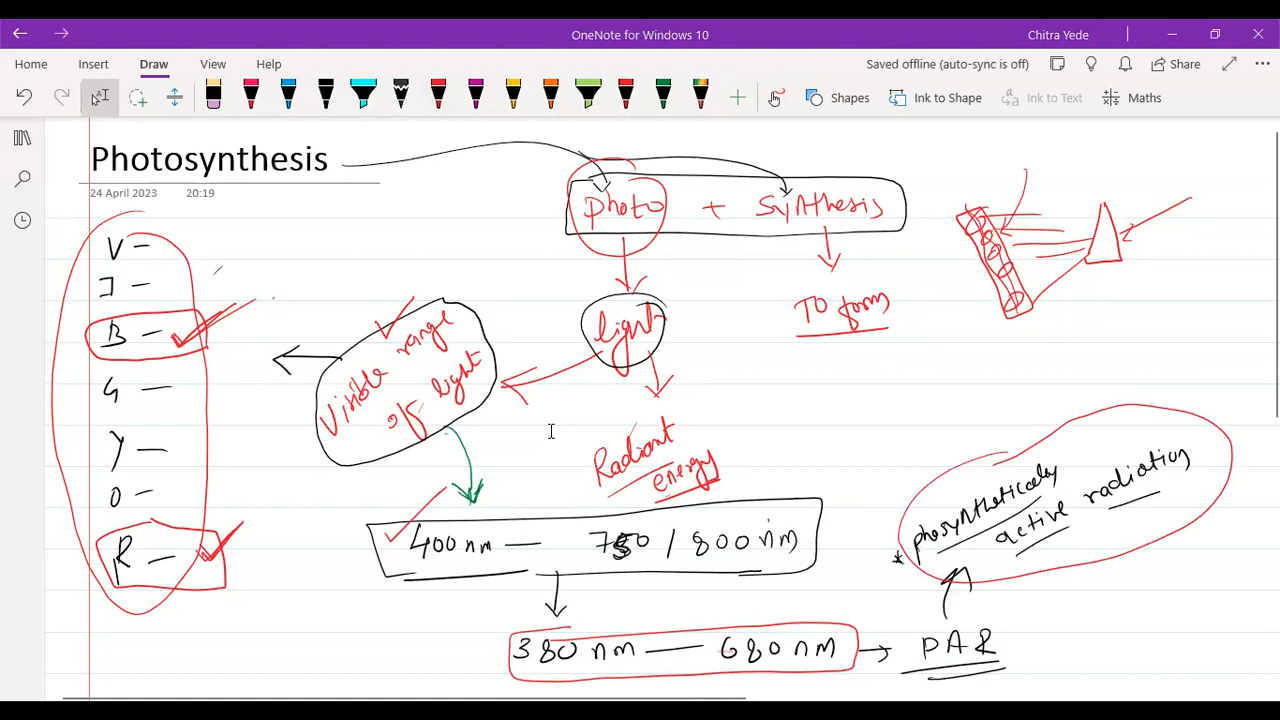 OneNote for Windows 10
Chitra Yede
Home Insert Draw View Help
Saved offline (auto-sync is off)
Share
Shapes
Ink to Shape
Ink to Text
Maths
Photosynthesis
24 April 2023 20:19
photo + Synthesis
V —
I —
B —
G —
Y —
O —
R —
light
To form
Visible range
of light
Radiant
energy
400 nm — 750 / 800 nm
* phosynthetically
active radiation
380 nm — 680 nm → PAR